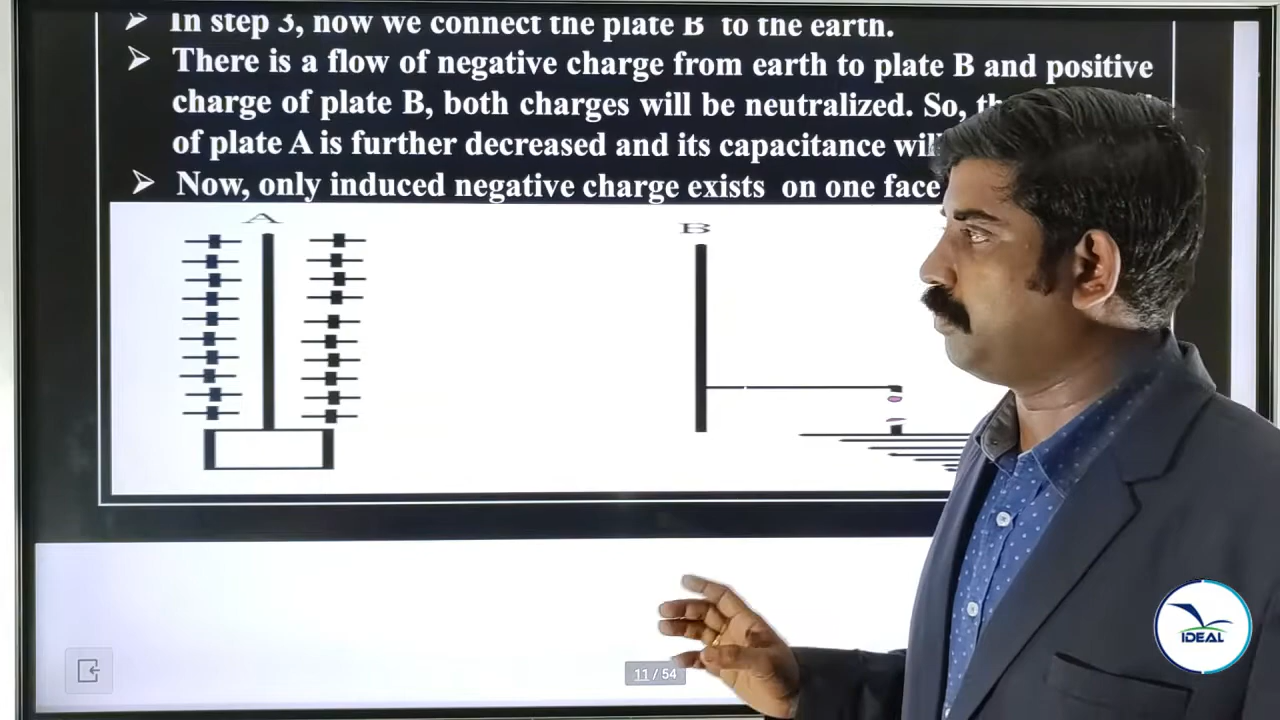 ➢ In step 3, now we connect the plate B to the earth.
➢ There is a flow of negative charge from earth to plate B and positive
charge of plate B, both charges will be neutralized. So,
of plate A is further decreased and its capacitance
➢ Now, only induced negative charge exists on one face
A
B
11 / 54
IDEAL